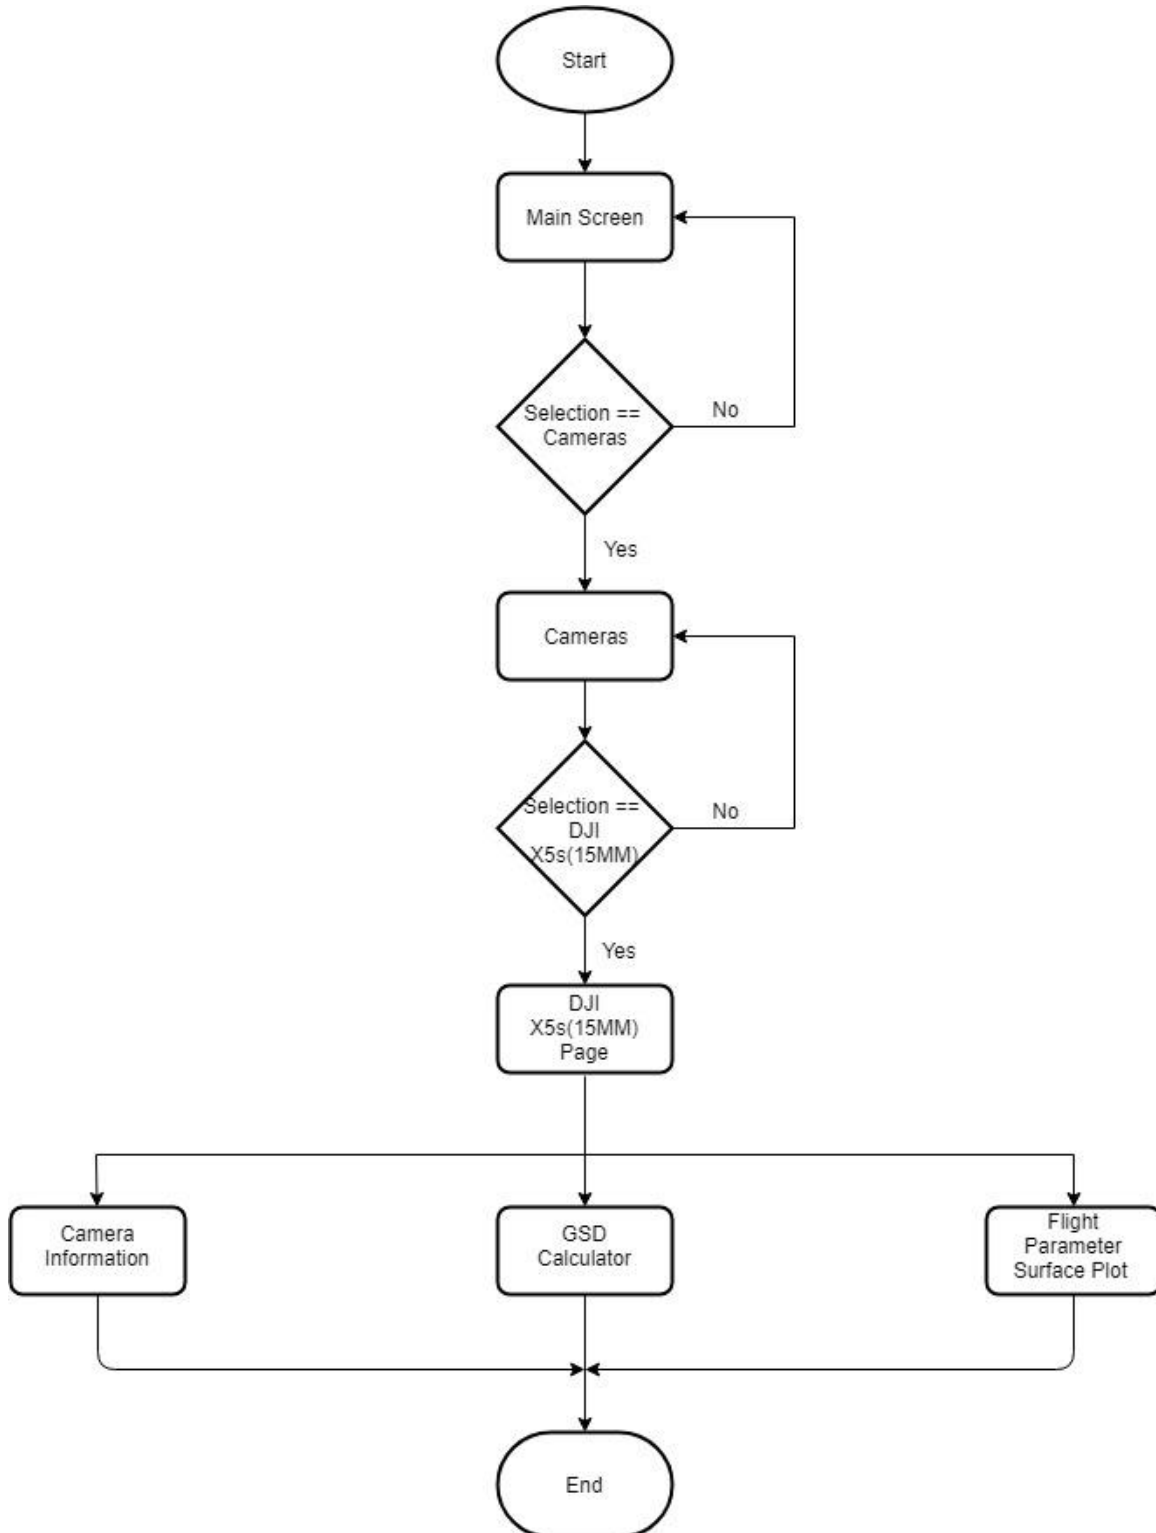 Start
Main Screen
Selection ==
Cameras
No
Yes
Cameras
Selection ==
DJI
X5s(15MM)
No
Yes
DJI
X5s(15MM)
Page
Camera
Information
GSD
Calculator
Flight
Parameter
Surface Plot
End